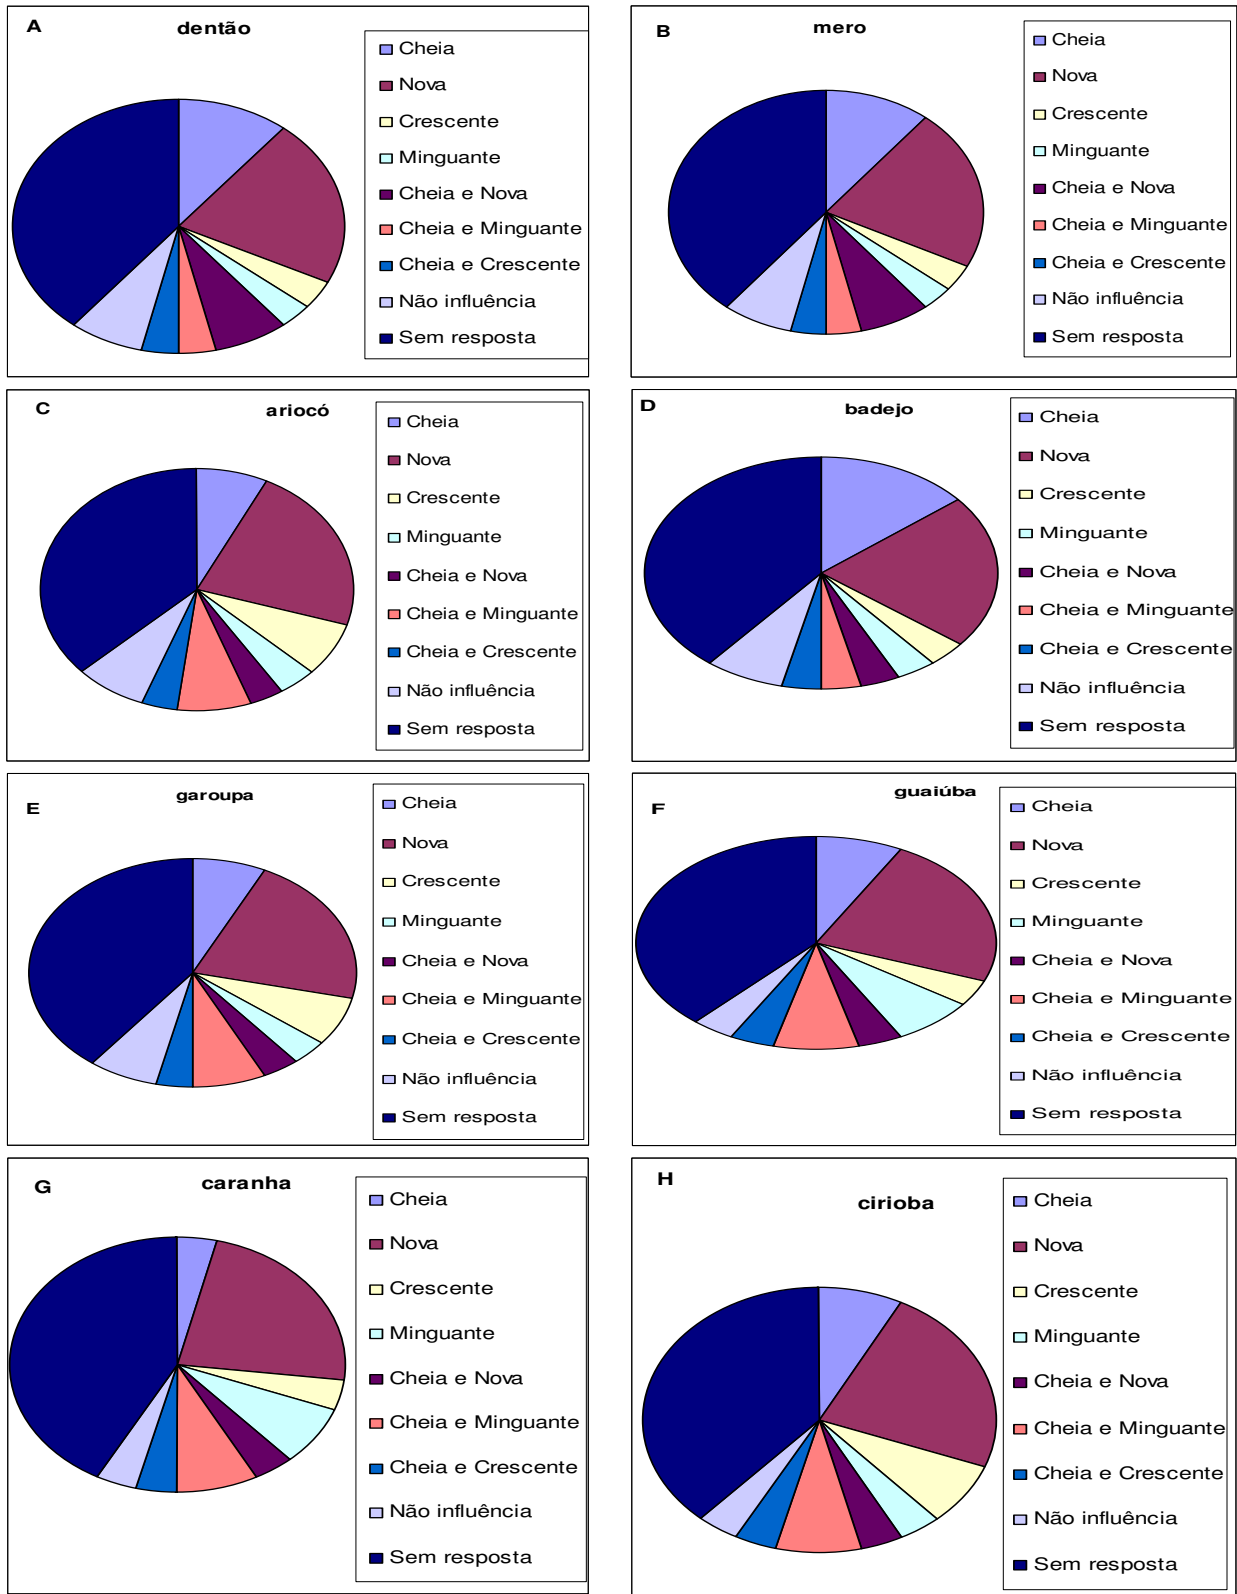 A
dentão
Cheia
Nova
Crescente
Minguante
Cheia e Nova
Cheia e Minguante
Cheia e Crescente
Não influência
Sem resposta
B
mero
Cheia
Nova
Crescente
Minguante
Cheia e Nova
Cheia e Minguante
Cheia e Crescente
Não influência
Sem resposta
C
ariocó
Cheia
Nova
Crescente
Minguante
Cheia e Nova
Cheia e Minguante
Cheia e Crescente
Não influência
Sem resposta
D
badejo
Cheia
Nova
Crescente
Minguante
Cheia e Nova
Cheia e Minguante
Cheia e Crescente
Não influência
Sem resposta
E
garoupa
Cheia
Nova
Crescente
Minguante
Cheia e Nova
Cheia e Minguante
Cheia e Crescente
Não influência
Sem resposta
F
guaiúba
Cheia
Nova
Crescente
Minguante
Cheia e Nova
Cheia e Minguante
Cheia e Crescente
Não influência
Sem resposta
G
caranha
Cheia
Nova
Crescente
Minguante
Cheia e Nova
Cheia e Minguante
Cheia e Crescente
Não influência
Sem resposta
H
cirioba
Cheia
Nova
Crescente
Minguante
Cheia e Nova
Cheia e Minguante
Cheia e Crescente
Não influência
Sem resposta